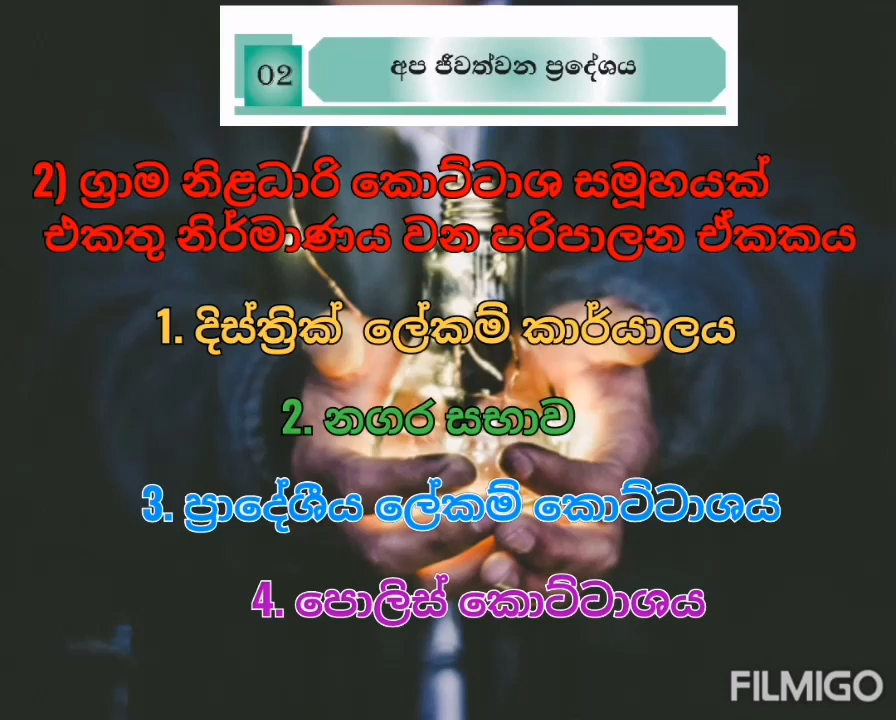 02
අප ජීවත්වන ප්‍රදේශය
2) ග්‍රාම නිළධාරි කොට්ටාශ සමූහයක්
එකතු නිර්මාණය වන පරිපාලන ඒකකය
1. දිස්ත්‍රික් ලේකම් කාර්යාලය
2. නගර සභාව
3. ප්‍රාදේශීය ලේකම් කොට්ටාශය
4. පොලිස් කොට්ටාශය
FILMIGO